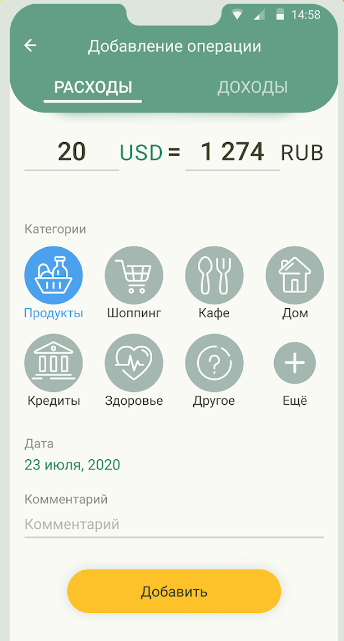 14:58
Добавление операции
РАСХОДЫ ДОХОДЫ
20 USD = 1 274 RUB
Категории
Продукты Шоппинг Кафе Дом
Кредиты Здоровье Другое Ещё
Дата
23 июля, 2020
Комментарий
Комментарий
Добавить